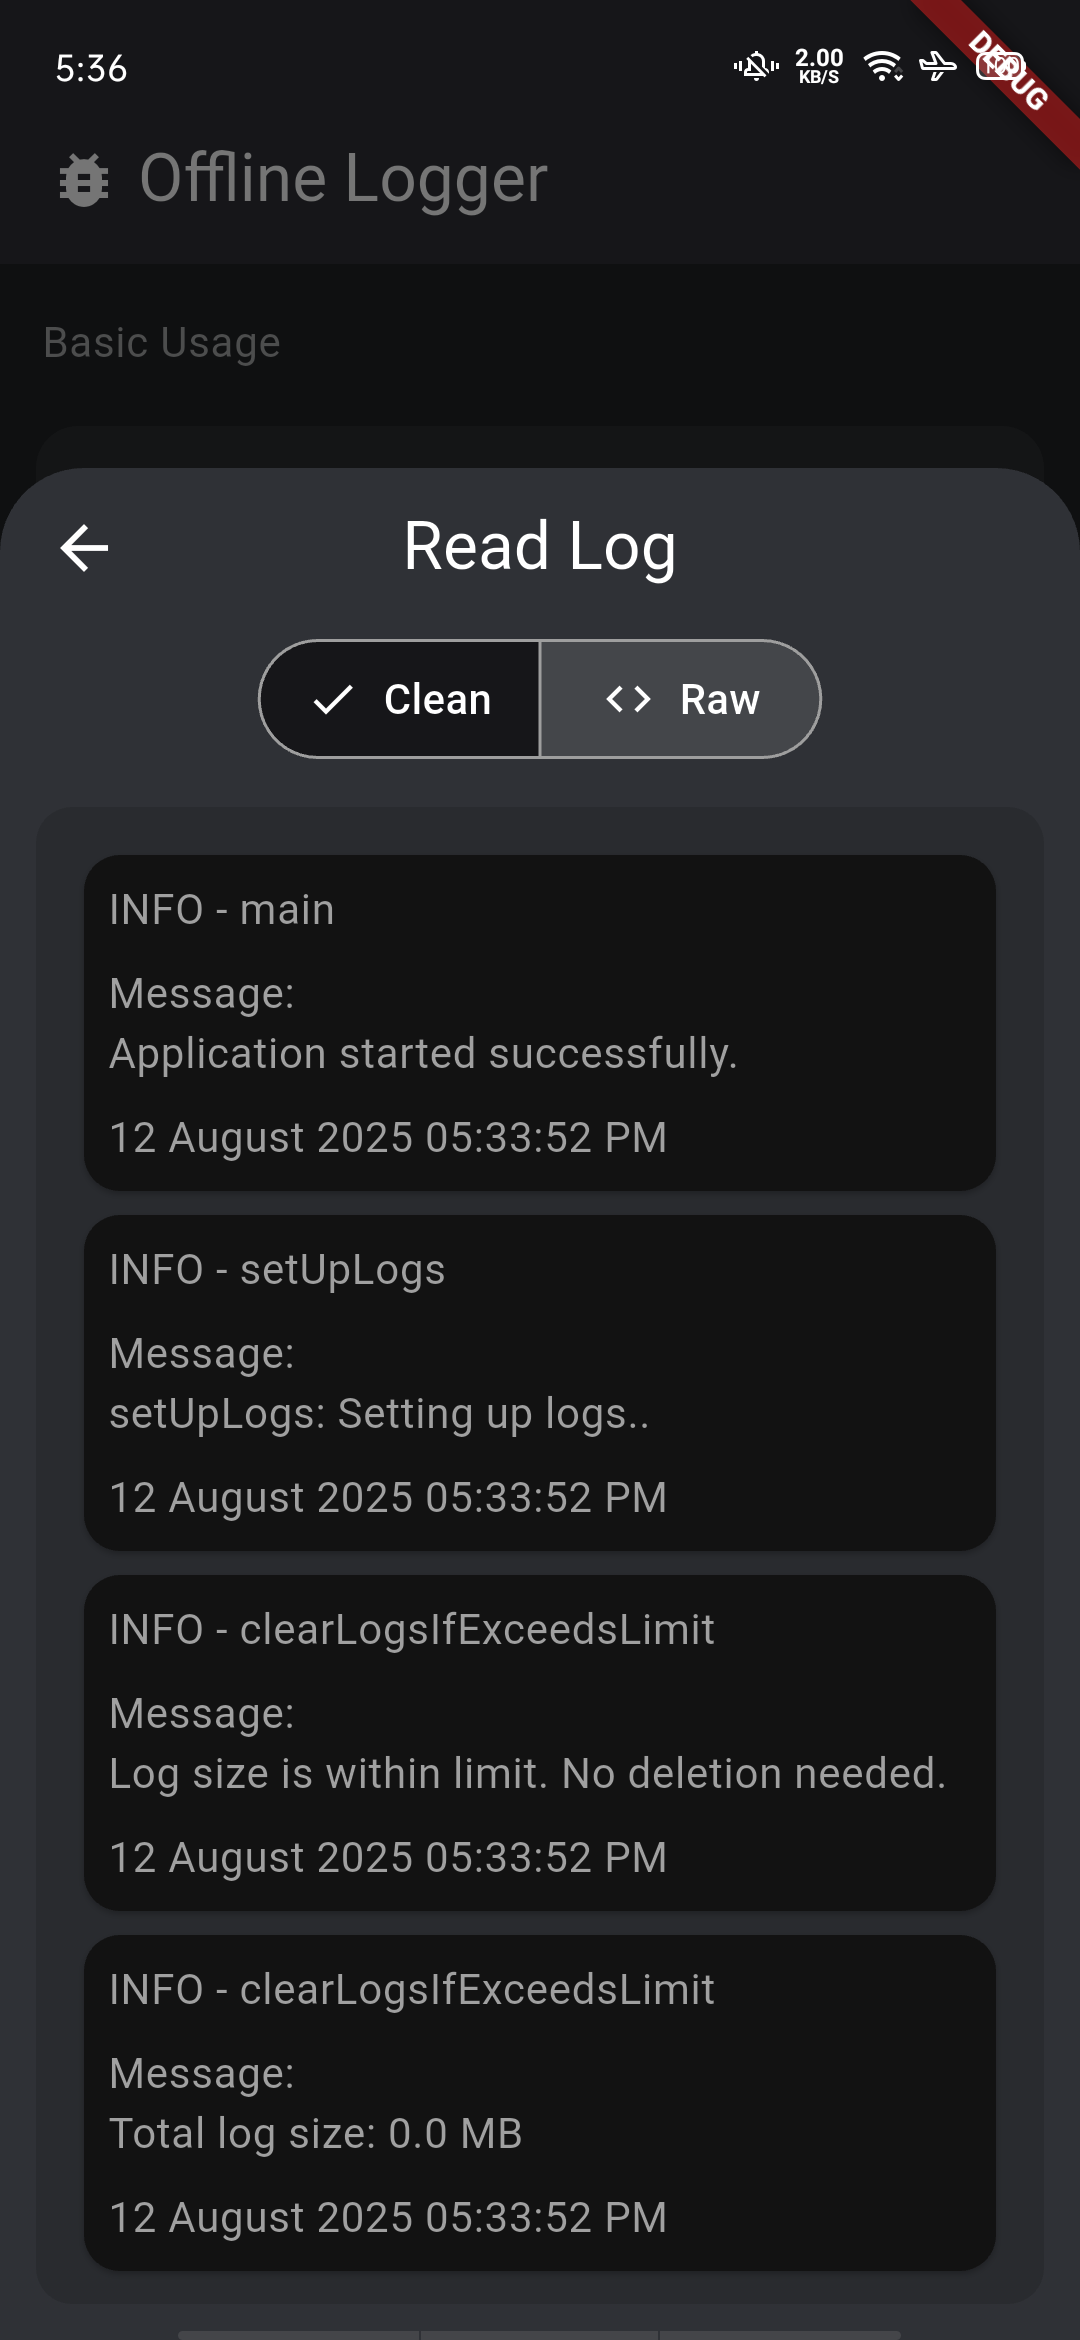 5:36
2.00
KB/S
DEBUG
Offline Logger
Basic Usage
Read Log
Clean
Raw
INFO - main
Message:
Application started successfully.
12 August 2025 05:33:52 PM
INFO - setUpLogs
Message:
setUpLogs: Setting up logs..
12 August 2025 05:33:52 PM
INFO - clearLogsIfExceedsLimit
Message:
Log size is within limit. No deletion needed.
12 August 2025 05:33:52 PM
INFO - clearLogsIfExceedsLimit
Message:
Total log size: 0.0 MB
12 August 2025 05:33:52 PM